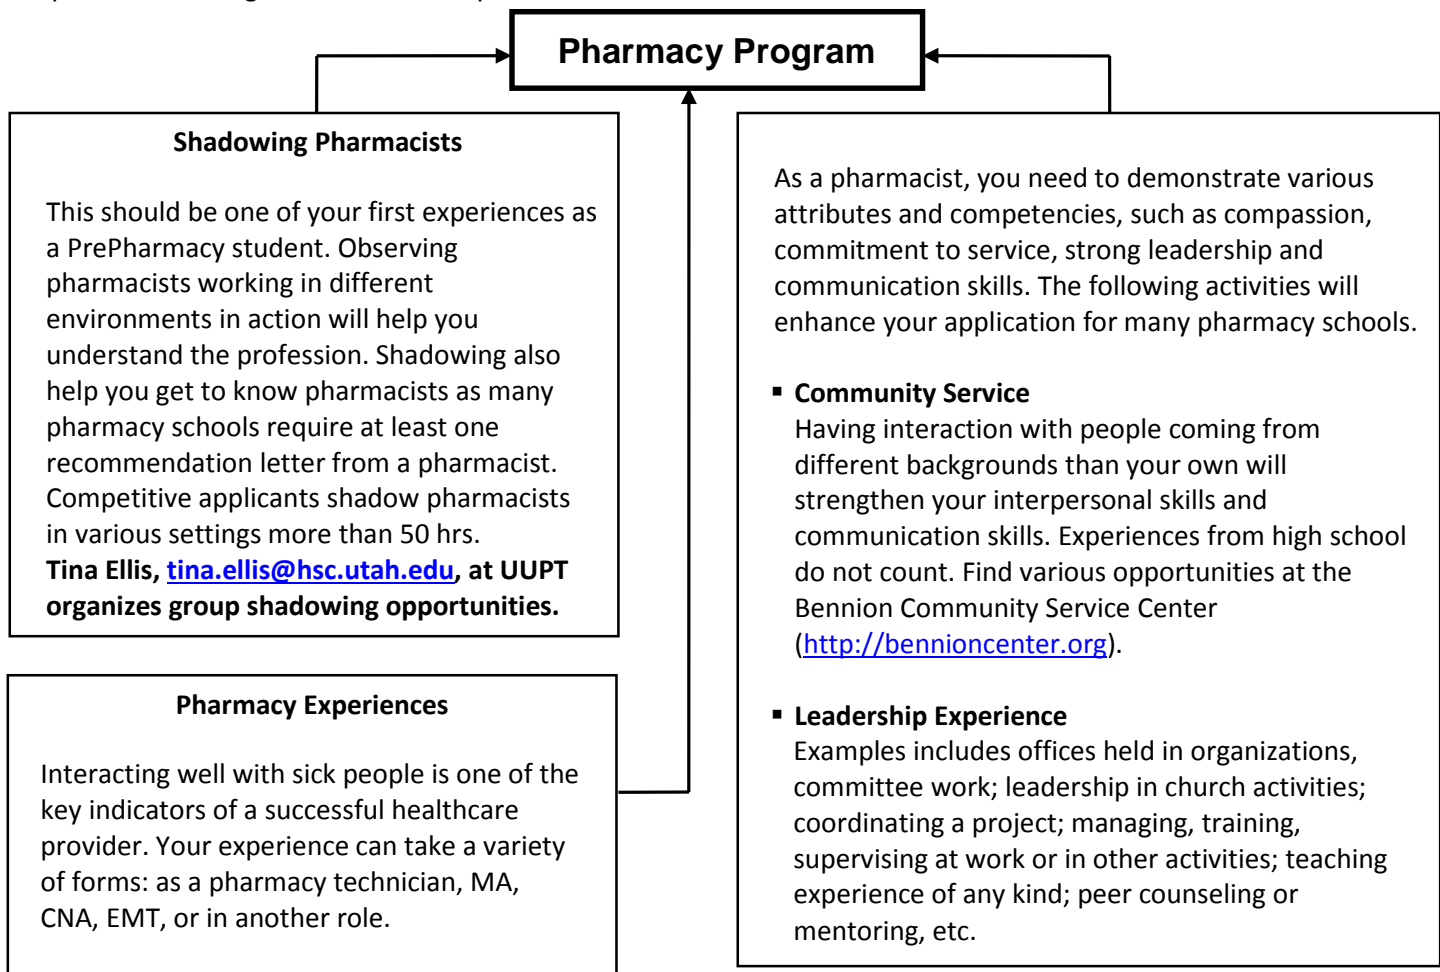 Pharmacy Program
Shadowing Pharmacists
This should be one of your first experiences as
a PrePharmacy student. Observing
pharmacists working in different
environments in action will help you
understand the profession. Shadowing also
help you get to know pharmacists as many
pharmacy schools require at least one
recommendation letter from a pharmacist.
Competitive applicants shadow pharmacists
in various settings more than 50 hrs.
Tina Ellis, tina.ellis@hsc.utah.edu, at UUPT
organizes group shadowing opportunities.
Pharmacy Experiences
Interacting well with sick people is one of the
key indicators of a successful healthcare
provider. Your experience can take a variety
of forms: as a pharmacy technician, MA,
CNA, EMT, or in another role.
As a pharmacist, you need to demonstrate various
attributes and competencies, such as compassion,
commitment to service, strong leadership and
communication skills. The following activities will
enhance your application for many pharmacy schools.
▪ Community Service
Having interaction with people coming from
different backgrounds than your own will
strengthen your interpersonal skills and
communication skills. Experiences from high school
do not count. Find various opportunities at the
Bennion Community Service Center
(http://bennioncenter.org).
▪ Leadership Experience
Examples includes offices held in organizations,
committee work; leadership in church activities;
coordinating a project; managing, training,
supervising at work or in other activities; teaching
experience of any kind; peer counseling or
mentoring, etc.